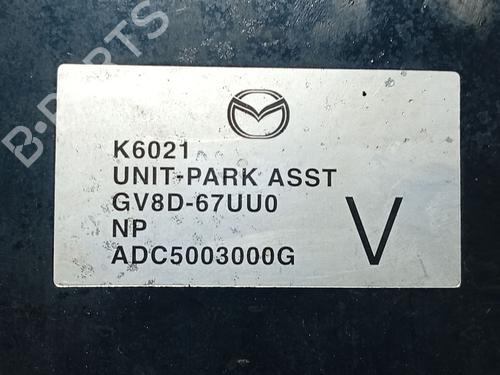 B-PARTS
K6021
UNIT-PARK ASST
GV8D-67UU0
NP
ADC5003000G
V